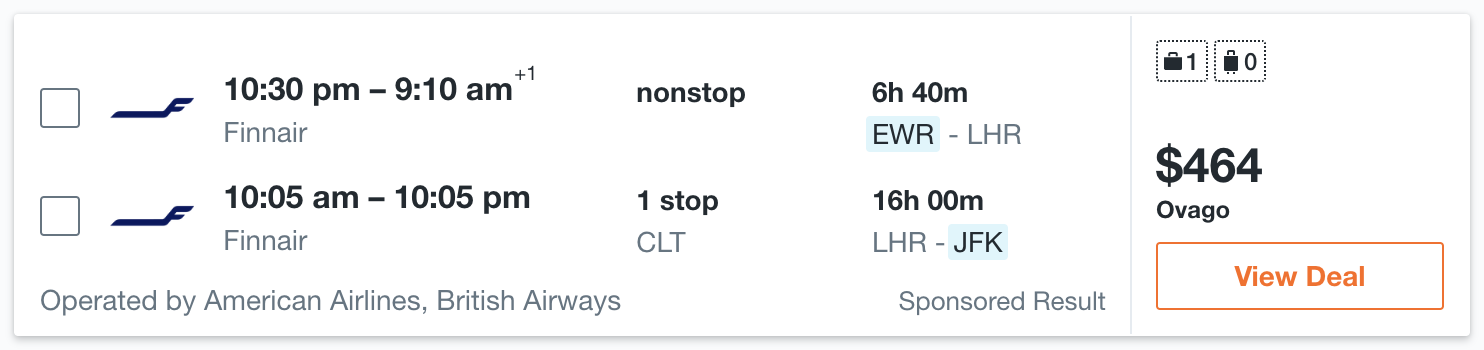 10:30 pm – 9:10 am+1
Finnair
nonstop
6h 40m
EWR - LHR
10:05 am – 10:05 pm
Finnair
1 stop
CLT
16h 00m
LHR - JFK
Operated by American Airlines, British Airways
Sponsored Result
1 0
$464
Ovago
View Deal